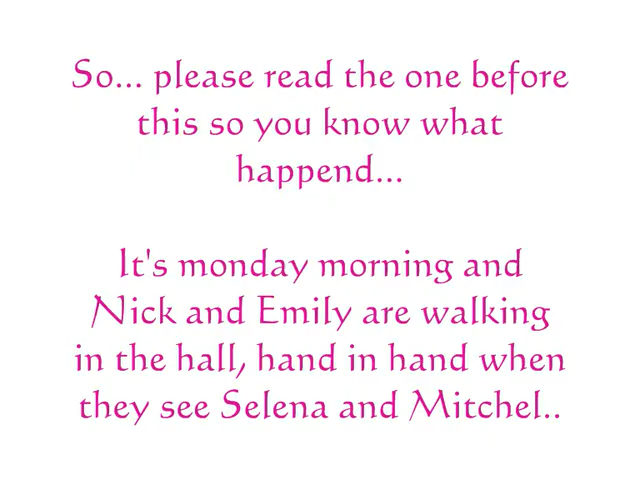 So... please read the one before
this so you know what
happend...
It's monday morning and
Nick and Emily are walking
in the hall, hand in hand when
they see Selena and Mitchel..